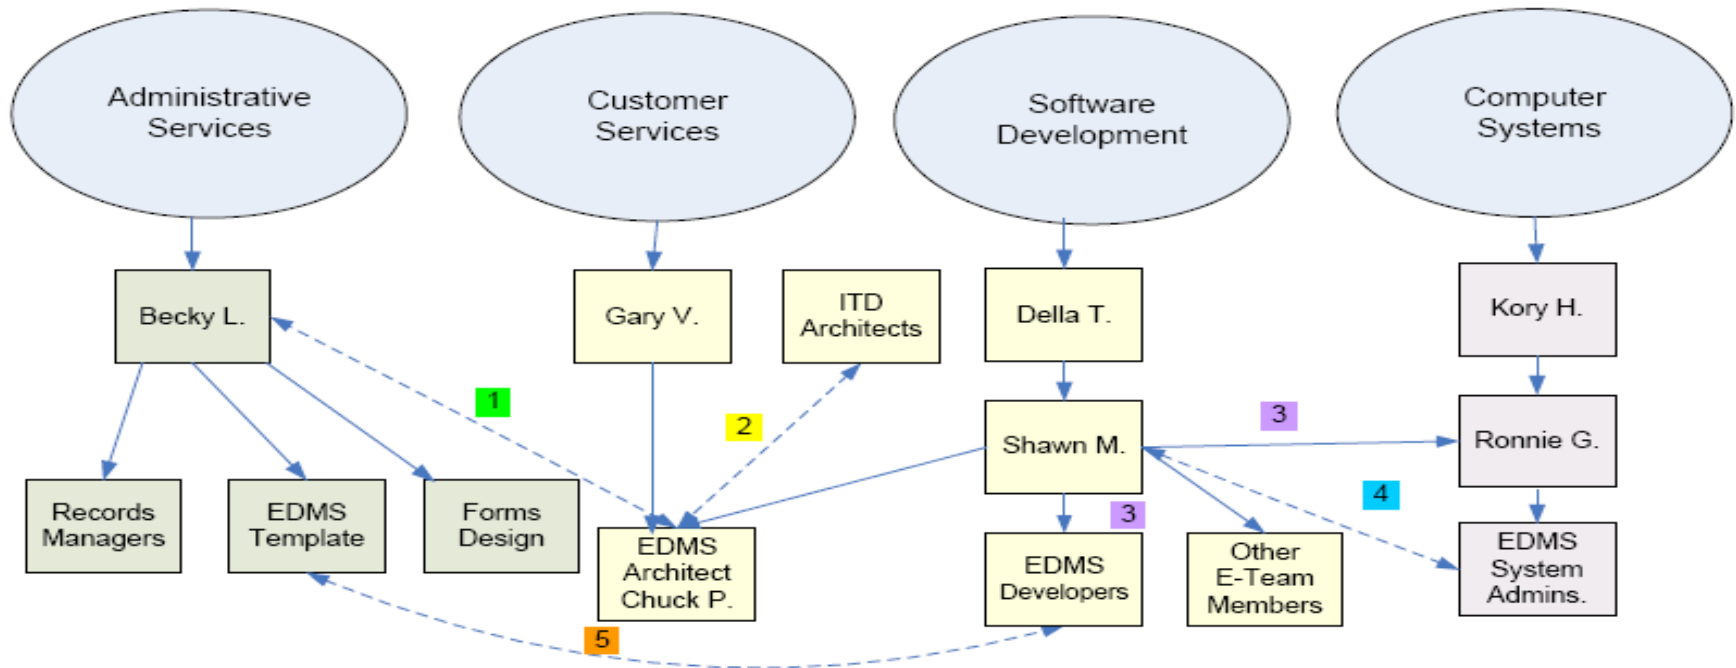 Administrative
Services
Customer
Services
Software
Development
Computer
Systems
Becky L.
Gary V.
ITD
Architects
Della T.
Kory H.
1
2
3
Shawn M.
Ronnie G.
4
3
Records
Managers
EDMS
Template
Forms
Design
EDMS
Architect
Chuck P.
EDMS
Developers
Other
E-Team
Members
EDMS
System
Admins.
5